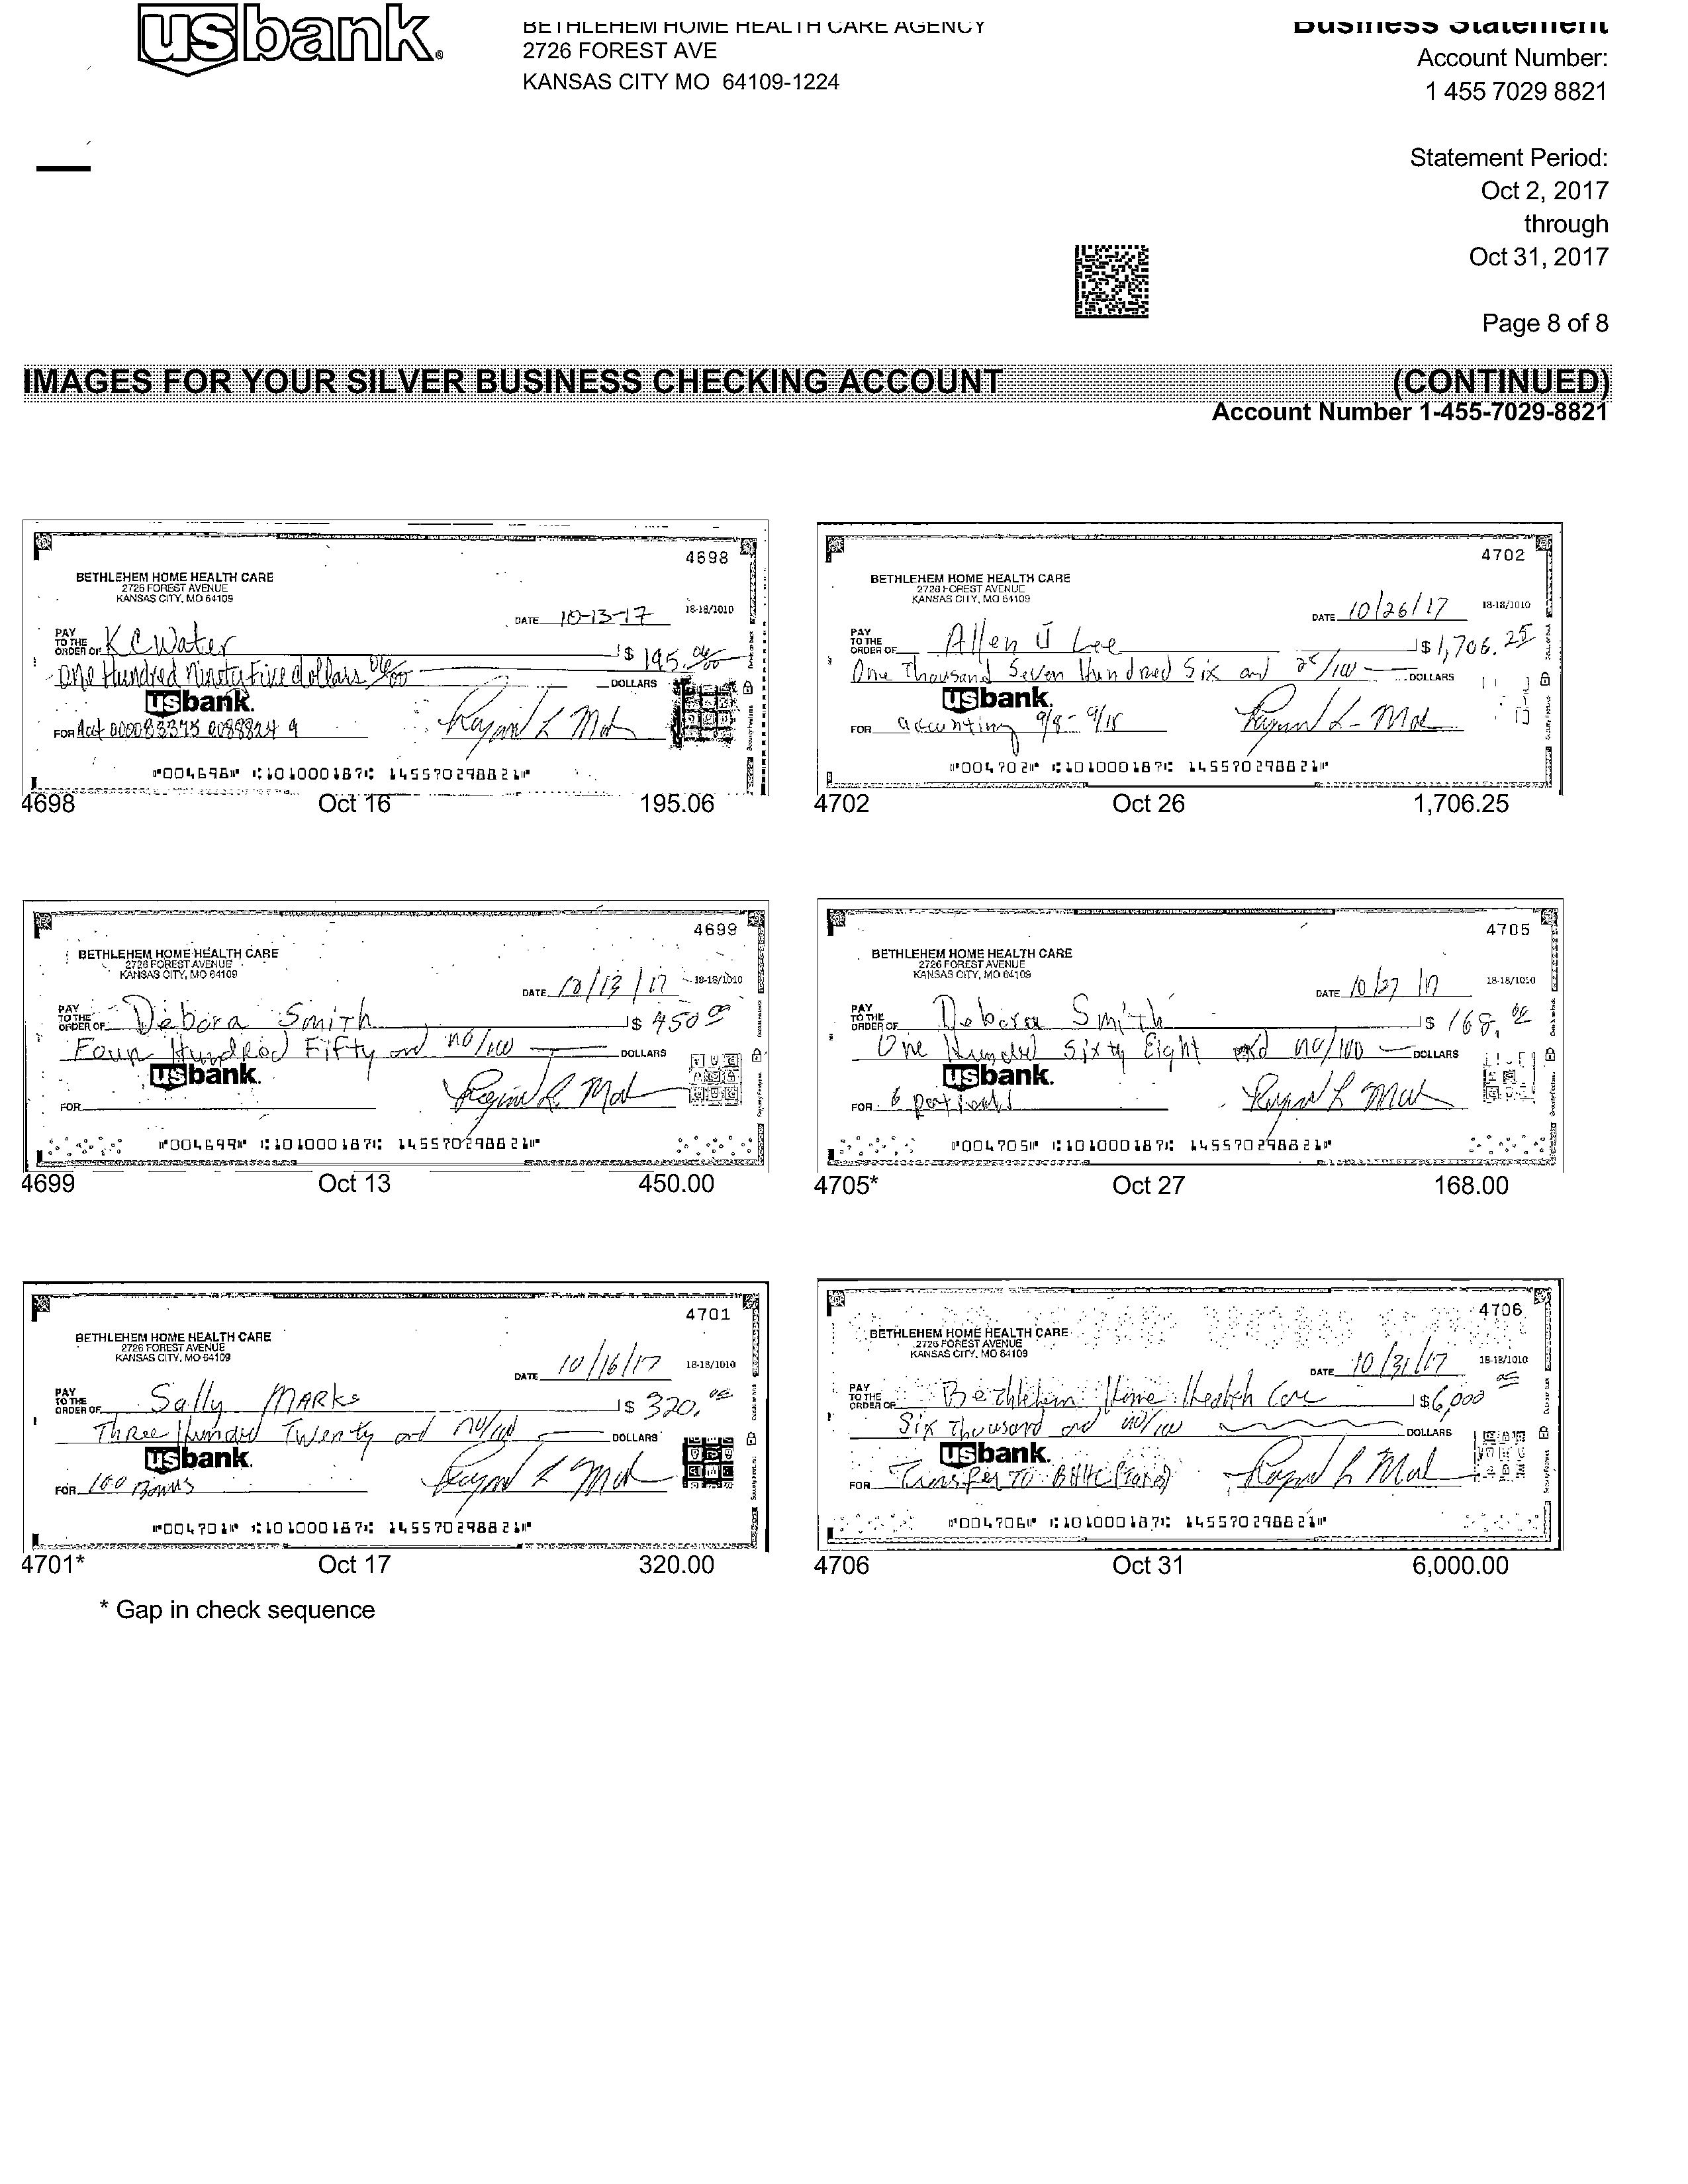 usbank®
BETHLEHEM HOME HEALTH CARE AGENCY
2726 FOREST AVE
KANSAS CITY MO 64109-1224
Business Statement
Account Number:
1 455 7029 8821
Statement Period:
Oct 2, 2017
through
Oct 31, 2017
Page 8 of 8
IMAGES FOR YOUR SILVER BUSINESS CHECKING ACCOUNT (CONTINUED)
Account Number 1-455-7029-8821
4698
BETHLEHEM HOME HEALTH CARE
2726 FOREST AVENUE
KANSAS CITY, MO 64109
DATE 10-13-17 18-18/1010
PAY TO THE ORDER OF KC Water $ 195.06/00
One Hundred Ninety Five dollars 06/00 DOLLARS
usbank.
FOR Acct
⑈004698⑈ ⑆101000187⑆ 145570298821⑈
4698 Oct 16 195.06
4702
BETHLEHEM HOME HEALTH CARE
2726 FOREST AVENUE
KANSAS CITY, MO 64109
DATE 10/26/17 18-18/1010
PAY TO THE ORDER OF Allen J Lee $ 1,706.25
One Thousand Seven Hundred Six and 25/100 DOLLARS
usbank.
FOR accunting 9/8 - 9/15
⑈004702⑈ ⑆101000187⑆ 145570298821⑈
4702 Oct 26 1,706.25
4699
BETHLEHEM HOME HEALTH CARE
2726 FOREST AVENUE
KANSAS CITY, MO 64109
DATE 10/13/17 18-18/1010
PAY TO THE ORDER OF Debora Smith $ 450.00
Four Hundred Fifty and no/100 DOLLARS
usbank.
FOR
⑈004699⑈ ⑆101000187⑆ 145570298821⑈
4699 Oct 13 450.00
4705
BETHLEHEM HOME HEALTH CARE
2726 FOREST AVENUE
KANSAS CITY, MO 64109
DATE 10/27/17 18-18/1010
PAY TO THE ORDER OF Debora Smith $ 168.00
One Hundred Sixty Eight and no/100 DOLLARS
usbank.
FOR 6 patients
⑈004705⑈ ⑆101000187⑆ 145570298821⑈
4705* Oct 27 168.00
4701
BETHLEHEM HOME HEALTH CARE
2726 FOREST AVENUE
KANSAS CITY, MO 64109
DATE 10/16/17 18-18/1010
PAY TO THE ORDER OF Sally MARKs $ 320.00
Three Hundred Twenty and no/100 DOLLARS
usbank.
FOR 100 Bonus
⑈004701⑈ ⑆101000187⑆ 145570298821⑈
4701* Oct 17 320.00
4706
BETHLEHEM HOME HEALTH CARE
2726 FOREST AVENUE
KANSAS CITY, MO 64109
DATE 10/31/17 18-18/1010
PAY TO THE ORDER OF Bethlehem Home Health Care $ 6,000.00
Six Thousand and no/100 DOLLARS
usbank.
FOR Transfer TO BHHC
⑈004706⑈ ⑆101000187⑆ 145570298821⑈
4706 Oct 31 6,000.00
* Gap in check sequence